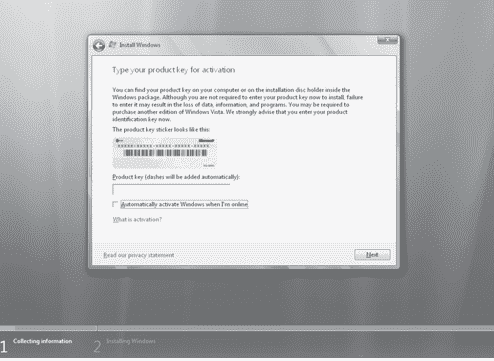 Install Windows
Type your product key for activation
You can find your product key on your computer or on the installation disc holder inside the
Windows package. Although you are not required to enter your product key now to install, failure
to enter it may result in the loss of data, information, and programs. You may be required to
purchase another edition of Windows Vista. We strongly advise that you enter your product
identification key now.
The product key sticker looks like this:
XXXXX-XXXXX-XXXXX-XXXXX-XXXXX
Product key (dashes will be added automatically):
Automatically activate Windows when I'm online
What is activation?
Read our privacy statement
Next
1 Collecting information
2 Installing Windows